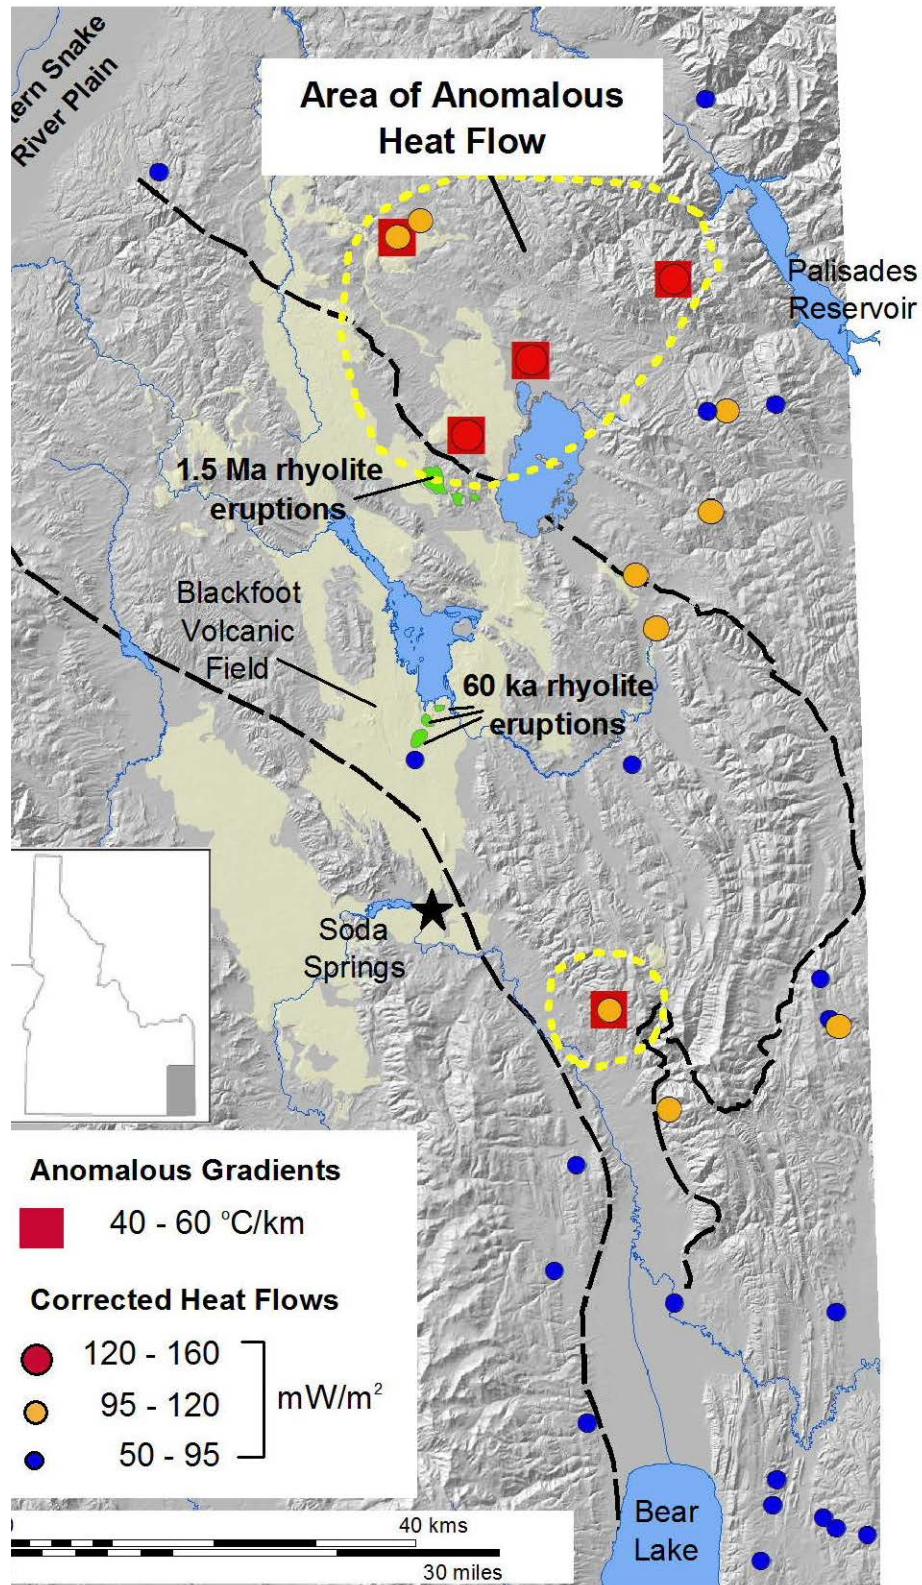 tern Snake
River Plain
Area of Anomalous
Heat Flow
Palisades
Reservoir
1.5 Ma rhyolite
eruptions
Blackfoot
Volcanic
Field
60 ka rhyolite
eruptions
Soda
Springs
Anomalous Gradients
40 - 60 °C/km
Corrected Heat Flows
120 - 160
95 - 120
50 - 95
mW/m²
40 kms
30 miles
Bear
Lake